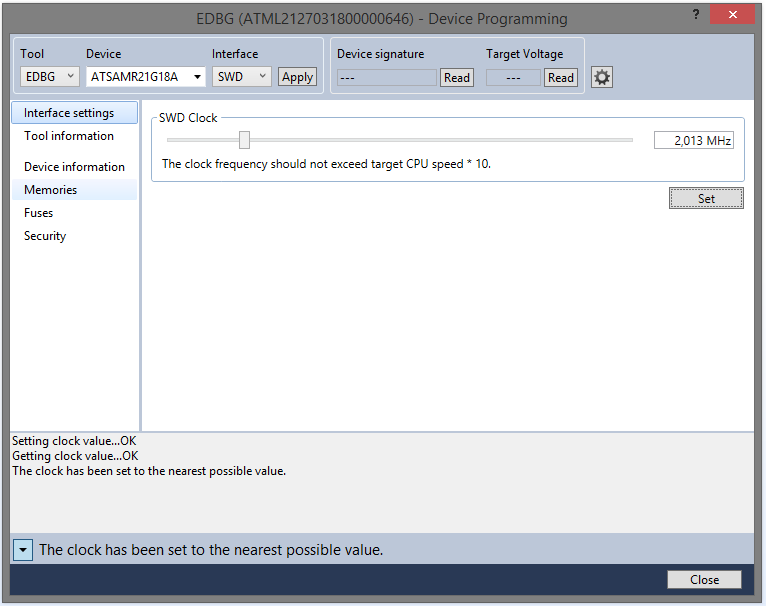 EDBG (ATML2127031800000646) - Device Programming
?
Tool Device Interface Device signature Target Voltage
EDBG ATSAMR21G18A SWD Apply --- Read --- Read
Interface settings
Tool information
Device information
Memories
Fuses
Security
SWD Clock
2,013 MHz
The clock frequency should not exceed target CPU speed * 10.
Set
Setting clock value...OK
Getting clock value...OK
The clock has been set to the nearest possible value.
The clock has been set to the nearest possible value.
Close